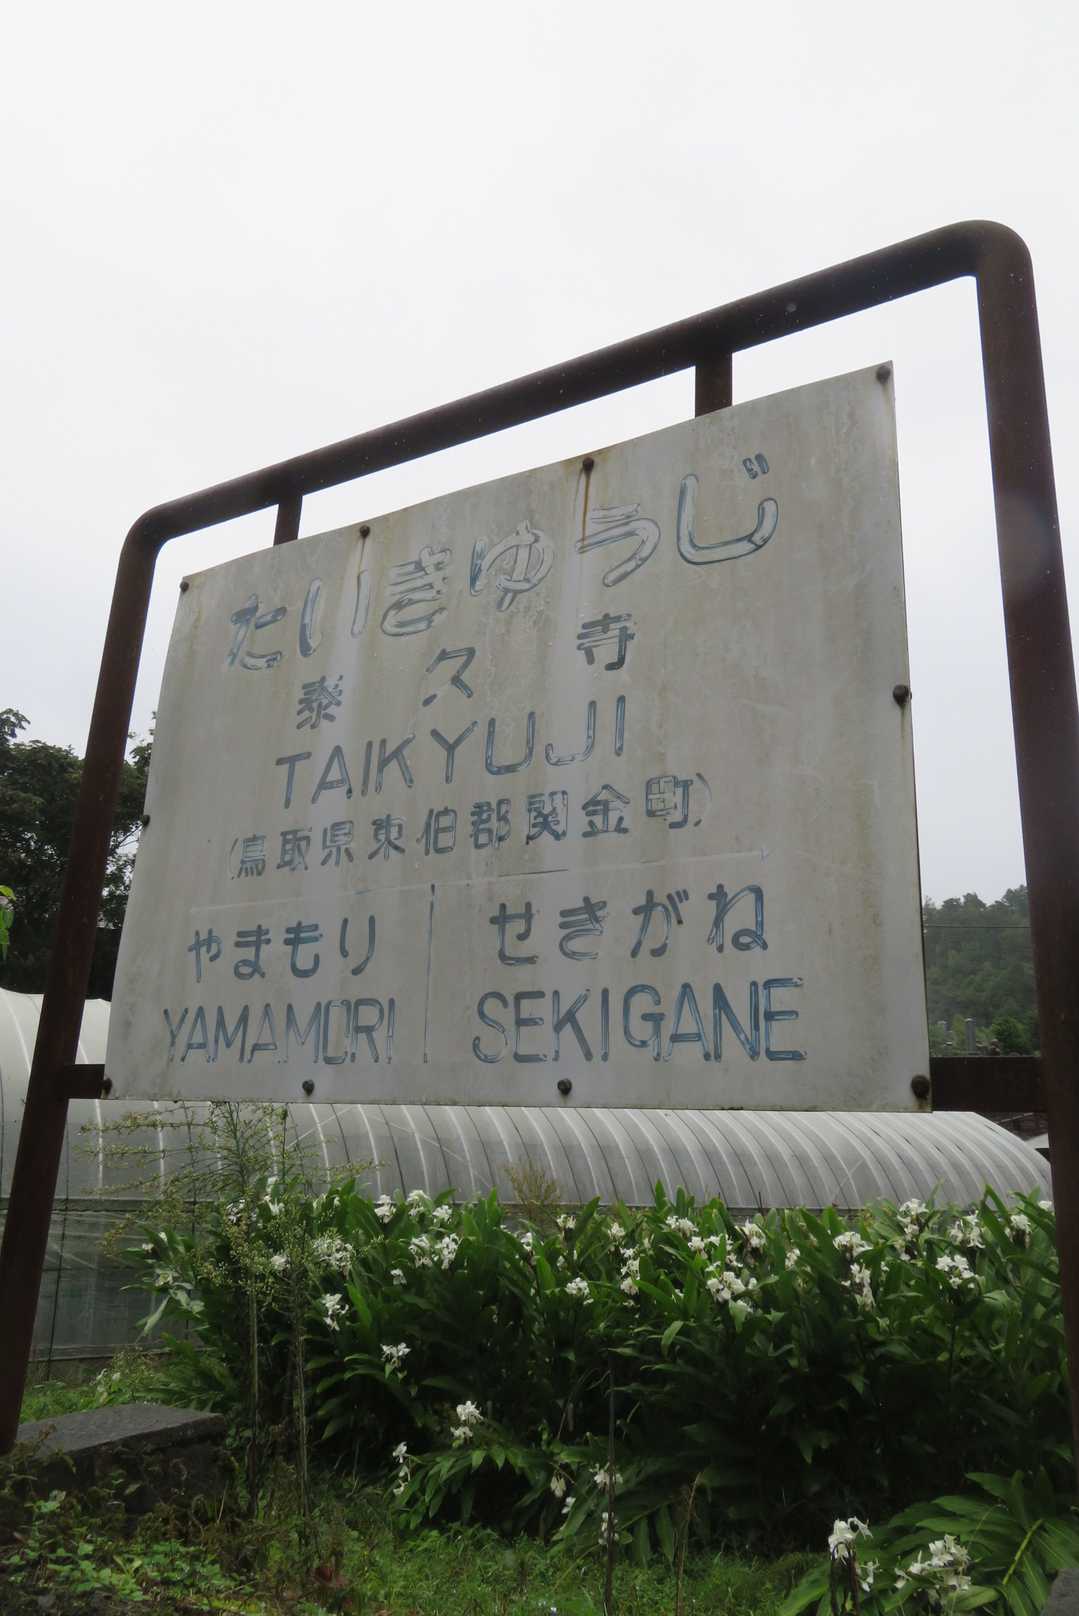 たいきゆうじ
泰久寺
TAIKYUJI
(鳥取県東伯郡関金町)
やまもり せきがね
YAMAMORI SEKIGANE